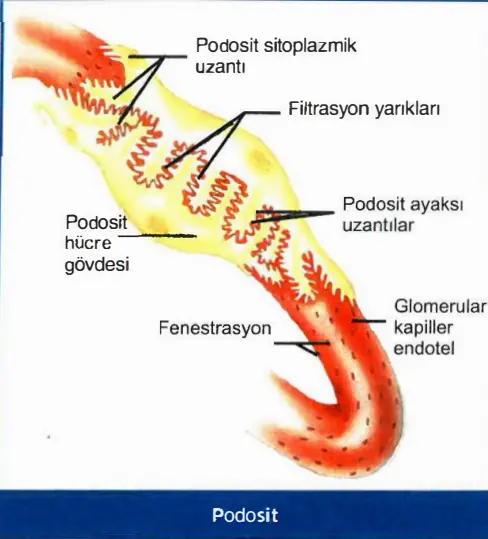 Podosit sitoplazmik
uzantı
Filtrasyon yarıkları
Podosit ayaksı
uzantılar
Podosit
hücre
gövdesi
Glomerular
kapiller
endotel
Fenestrasyon
Podosit